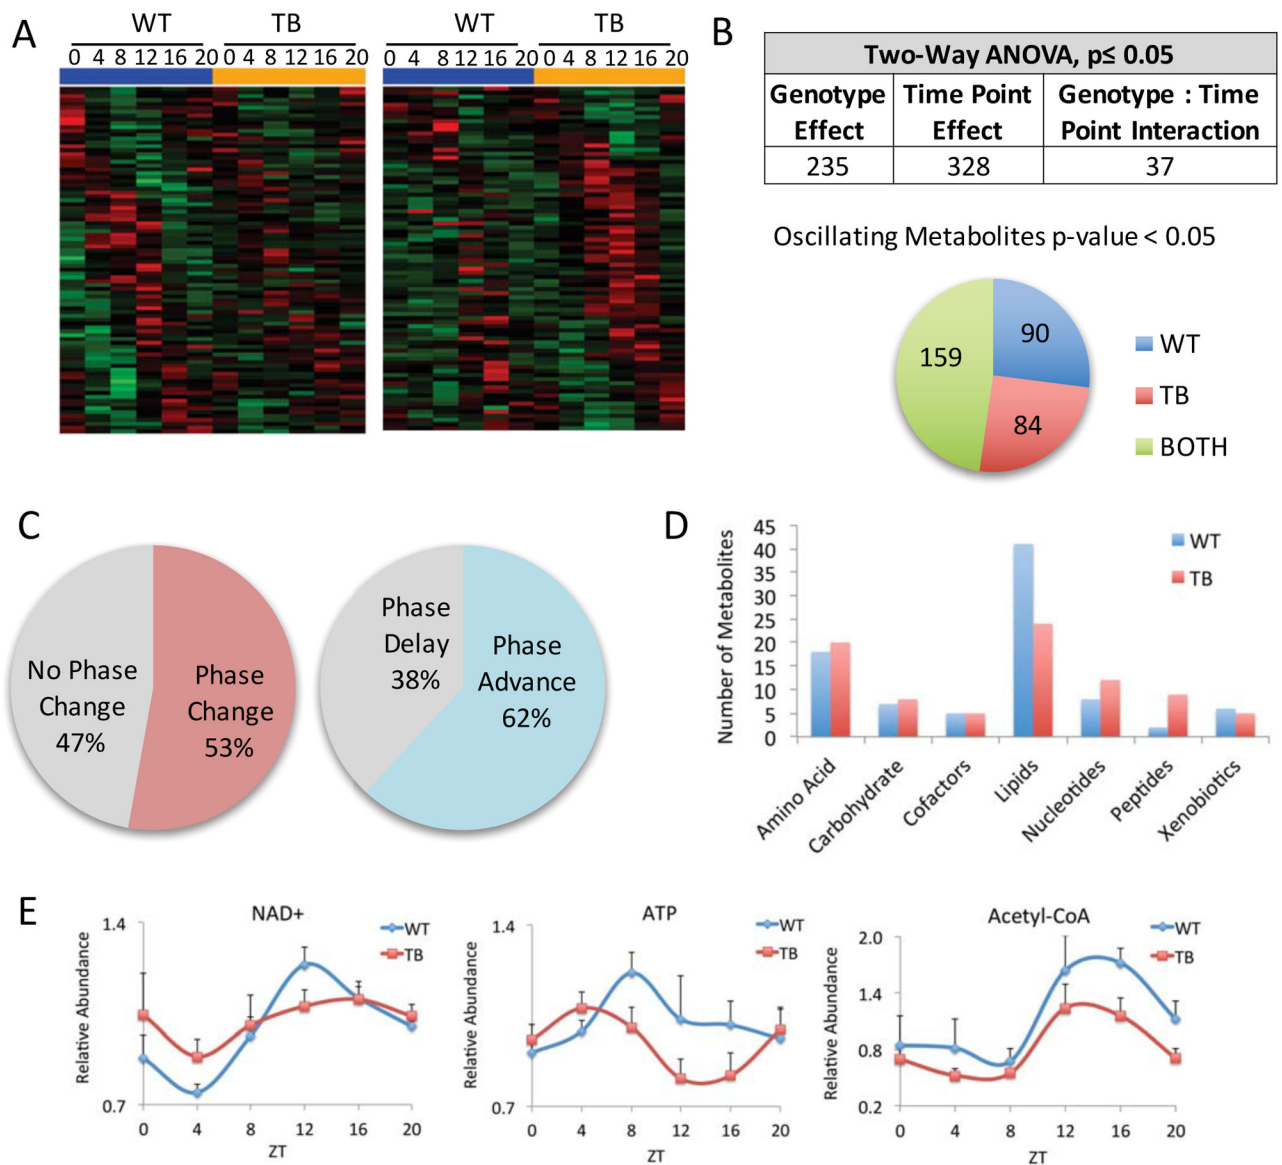 A
WT TB WT TB
0 4 8 12 16 20 0 4 8 12 16 20 0 4 8 12 16 20 0 4 8 12 16 20
B
Two-Way ANOVA, p≤ 0.05
Genotype Effect
Time Point Effect
Genotype : Time Point Interaction
235 328 37
Oscillating Metabolites p-value < 0.05
90
159
84
WT
TB
BOTH
C
No Phase
Change
47%
Phase
Change
53%
Phase
Delay
38%
Phase
Advance
62%
D
Number of Metabolites
45
40
35
30
25
20
15
10
5
0
WT
TB
Amino Acid
Carbohydrate
Cofactors
Lipids
Nucleotides
Peptides
Xenobiotics
E
NAD+
WT
TB
Relative Abundance
1.4
0.7
0 4 8 12 16 20
ZT
ATP
WT
TB
Relative Abundance
1.4
0.7
0 4 8 12 16 20
ZT
Acetyl-CoA
WT
TB
Relative Abundance
2.0
1.4
0.8
0.2
0 4 8 12 16 20
ZT